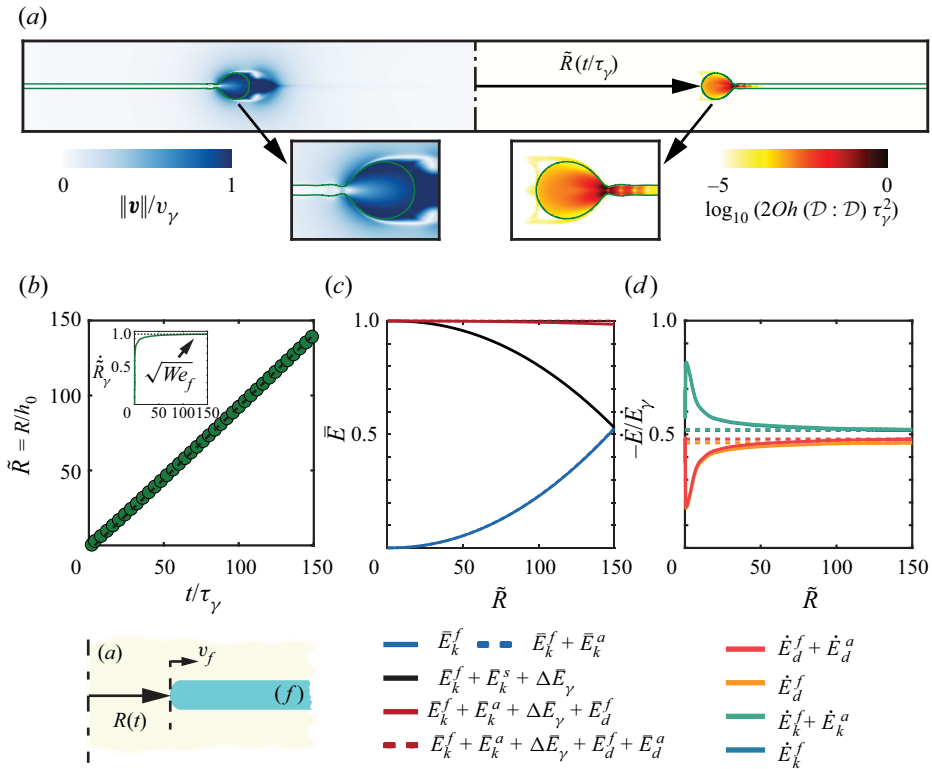 (a)
R̃(t/τγ)
0 1
‖v‖/vγ
−5 0
log₁₀ (2Oh (𝒟 : 𝒟) τγ²)
(b)
150
100
50
0 50 100 150
R̃ = R/h₀
t/τγ
1.0
0.5
0 50 100 150
Ṙ̃γ
√We_f
(c)
1.0
0.5
0 50 100 150
Ē
R̃
(d)
1.0
0.5
0 50 100 150
−Ė/Ėγ
R̃
(a)
v_f
(f)
R(t)
Ē_k^f Ē_k^f + Ē_k^a
Ē_k^f + Ē_k^s + ΔĒγ
Ē_k^f + Ē_k^a + ΔĒγ + Ē_d^f
Ē_k^f + Ē_k^a + ΔĒγ + Ē_d^f + Ē_d^a
Ė_d^f + Ė_d^a
Ė_d^f
Ė_k^f + Ė_k^a
Ė_k^f